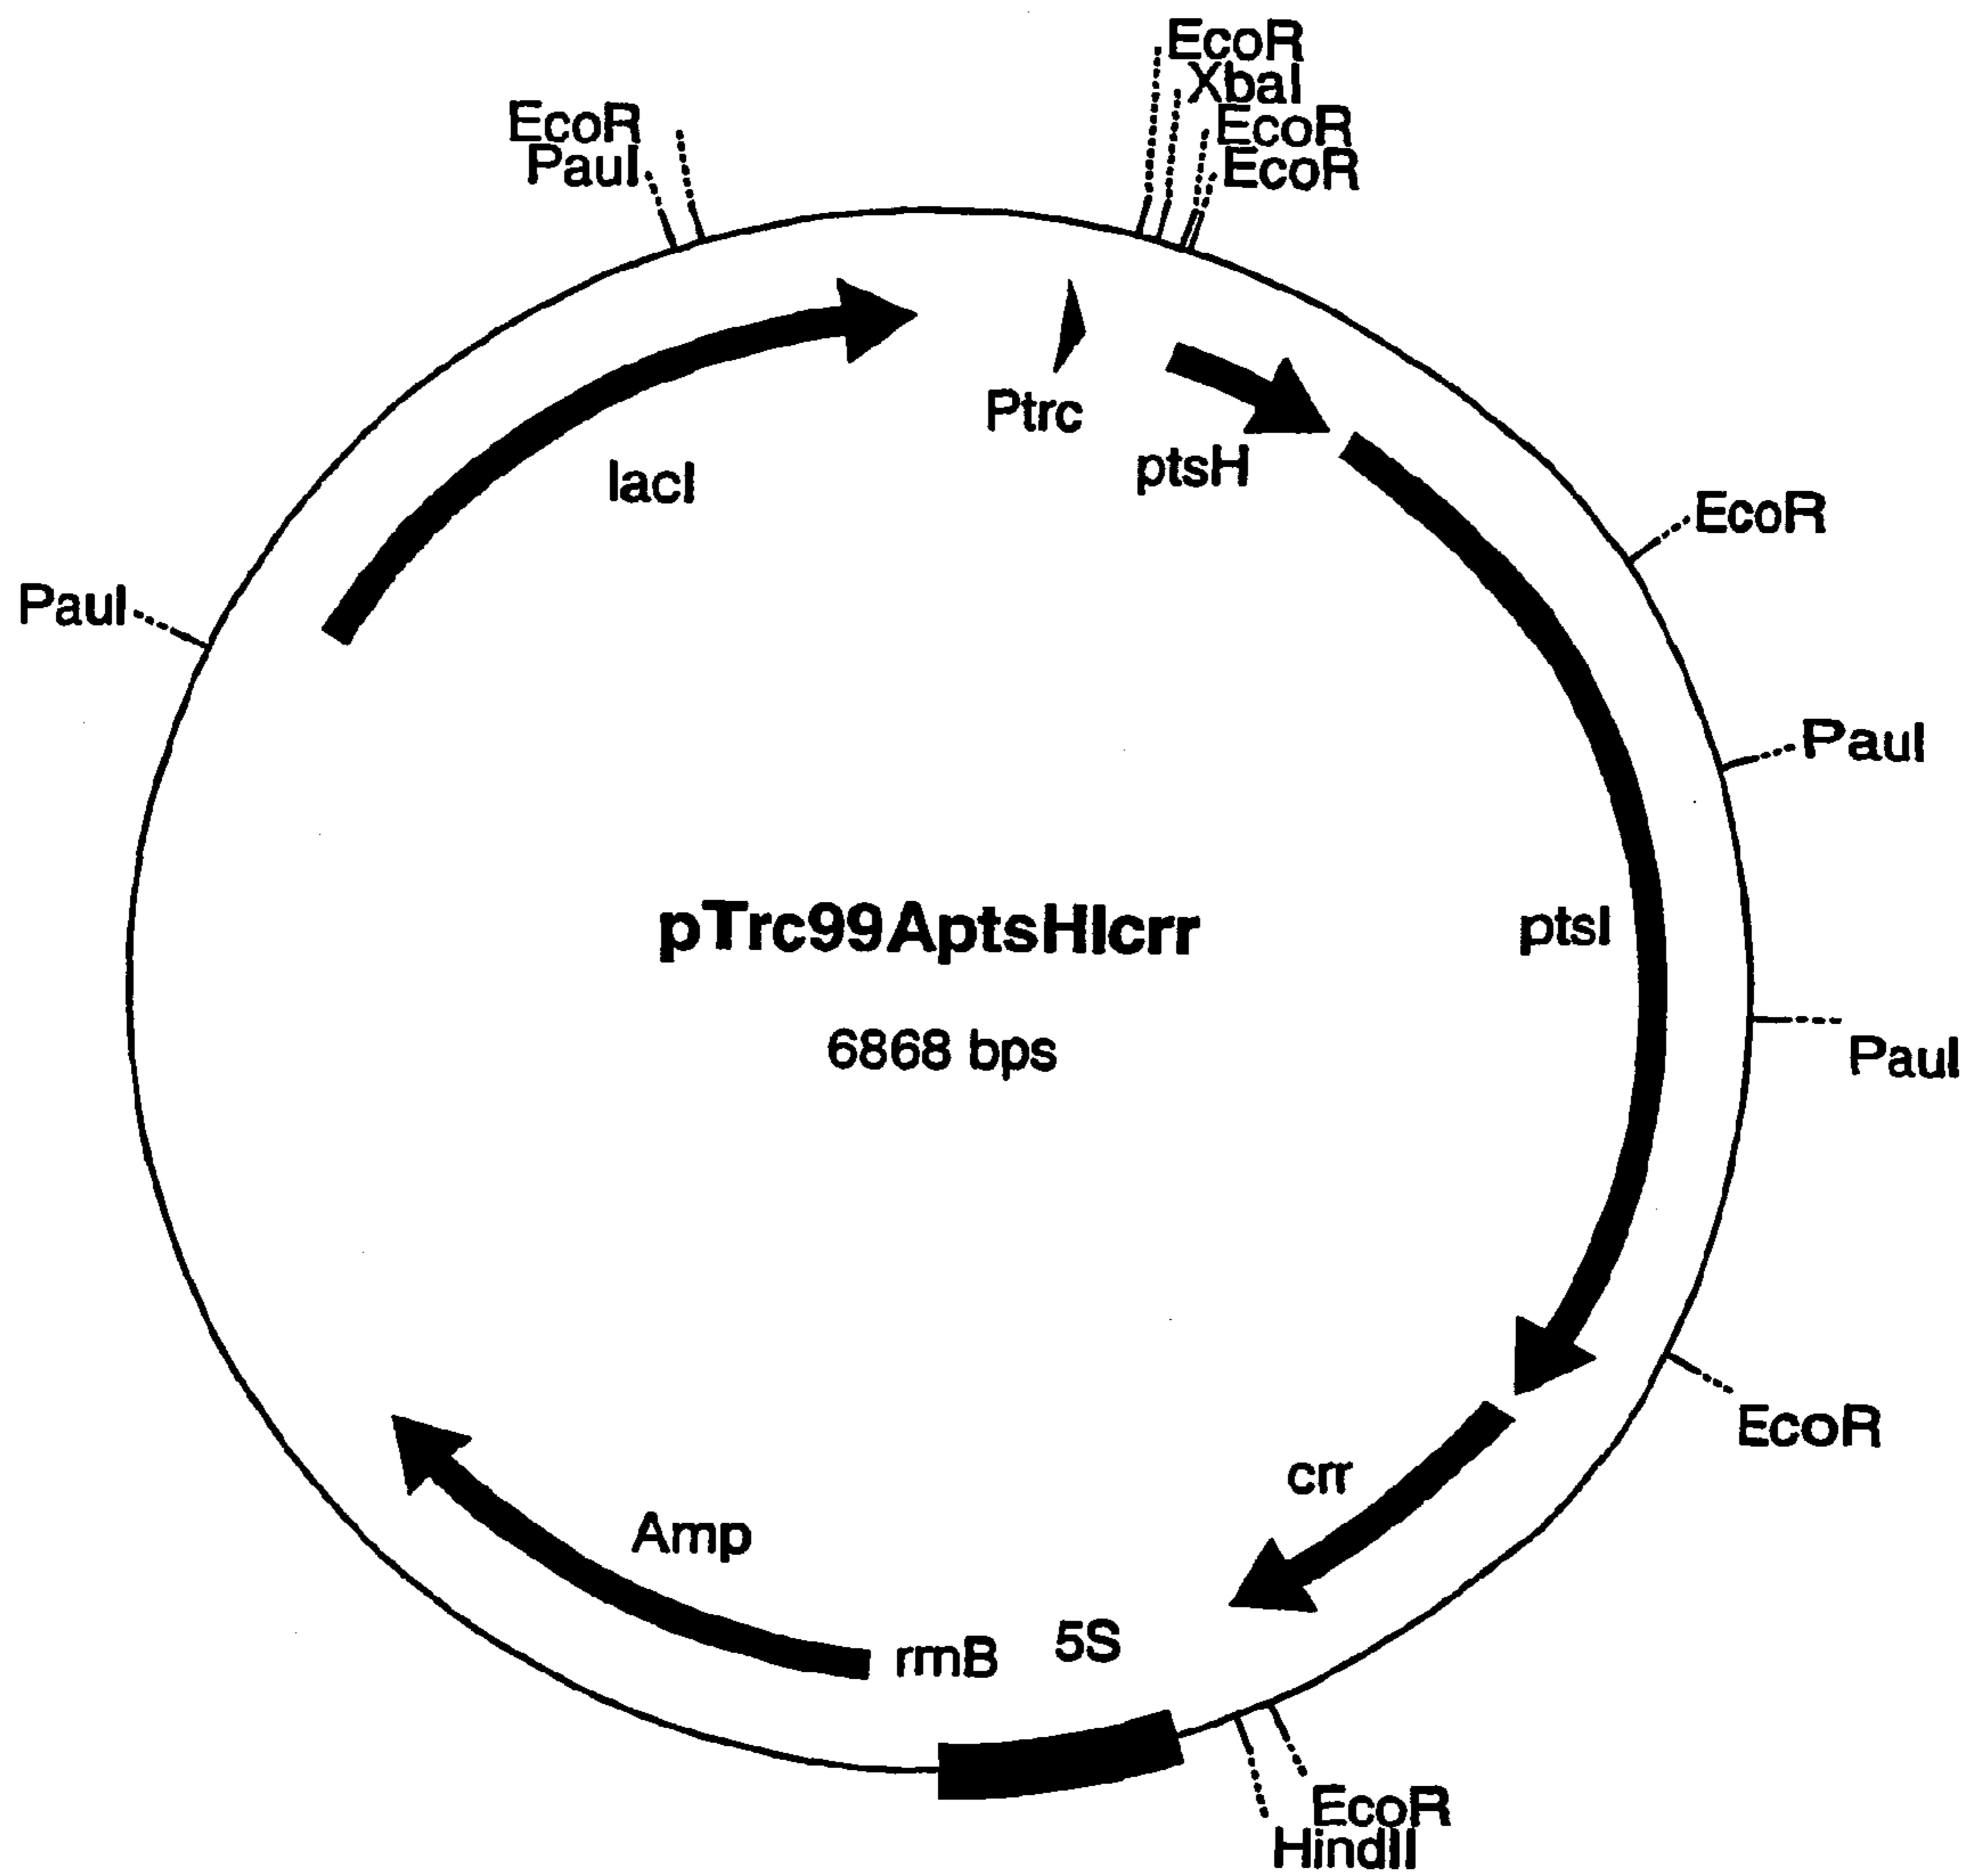 EcoR
XbaI
EcoR
EcoR
EcoR
PauI
Ptrc
ptsH
lacI
EcoR
PauI
PauI
pTrc99AptsHIcrr
ptsI
6868 bps
PauI
EcoR
crr
Amp
rrnB
5S
EcoR
HindII